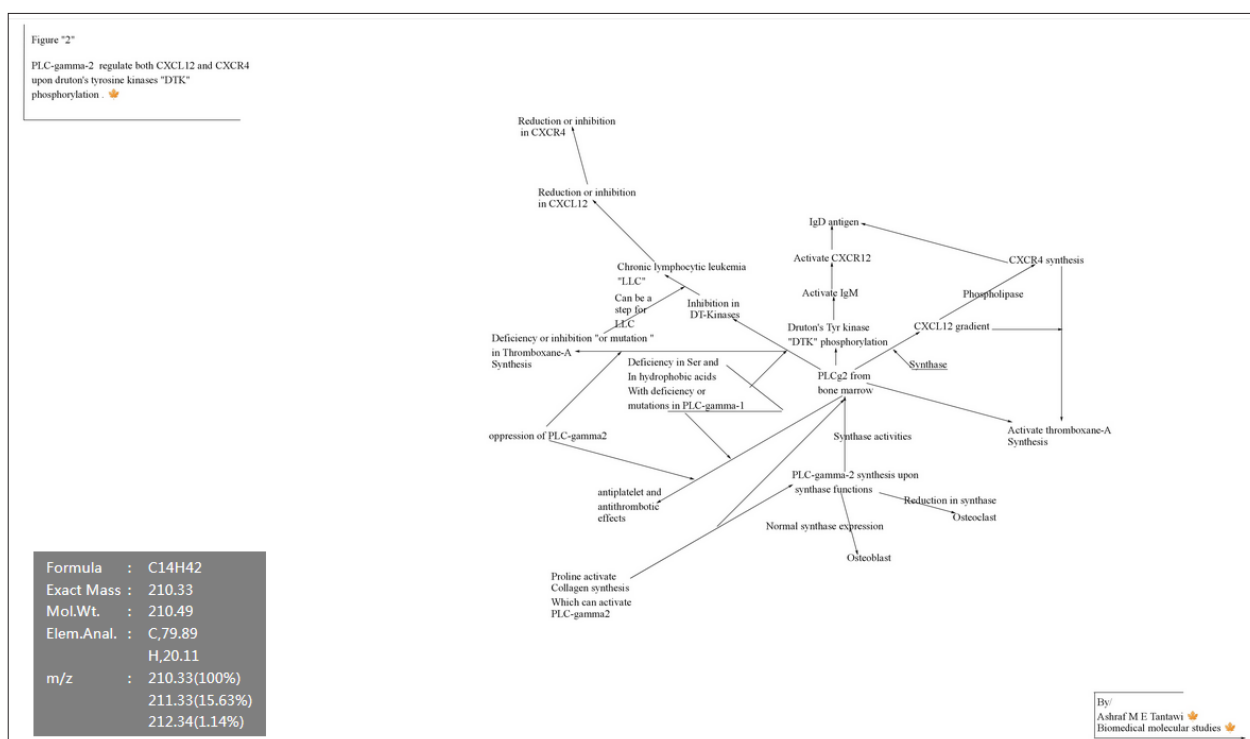 Figure "2"
PLC-gamma-2 regulate both CXCL12 and CXCR4
upon druton's tyrosine kinases "DTK"
phosphorylation .
Reduction or inhibition
in CXCR4
Reduction or inhibition
in CXCL12
IgD antigen
Activate CXCR12
CXCR4 synthesis
Chronic lymphocytic leukemia
"LLC"
Can be a
step for
LLC
Inhibition in
DT-Kinases
Activate IgM
Phospholipase
Druton's Tyr kinase
"DTK" phosphorylation
CXCL12 gradient
Deficiency or inhibition "or mutation "
in Thromboxane-A
Synthesis
Deficiency in Ser and
In hydrophobic acids
With deficiency or
mutations in PLC-gamma-1
PLCg2 from
bone marrow
Synthase
oppression of PLC-gamma2
Synthase activities
Activate thromboxane-A
Synthesis
antiplatelet and
antithrombotic
effects
PLC-gamma-2 synthesis upon
synthase functions
Reduction in synthase
Osteoclast
Normal synthase expression
Osteoblast
Proline activate
Collagen synthesis
Which can activate
PLC-gamma2
Formula : C14H42
Exact Mass : 210.33
Mol.Wt. : 210.49
Elem.Anal. : C,79.89
H,20.11
m/z : 210.33(100%)
211.33(15.63%)
212.34(1.14%)
By/
Ashraf M E Tantawi
Biomedical molecular studies